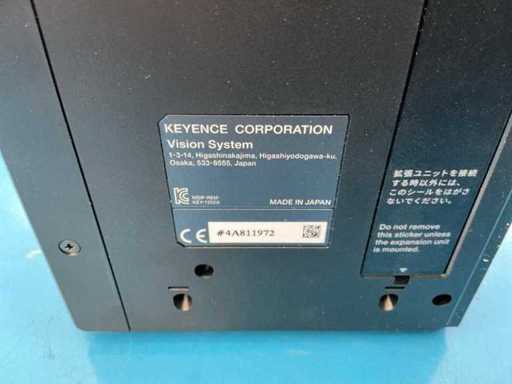 KEYENCE CORPORATION
Vision System
1-3-14, Higashinakajima, Higashiyodogawa-ku,
Osaka, 533-8555, Japan
MADE IN JAPAN
CE #4A811972
拡張ユニットを接続
する時以外には、
このシールをはがさ
ないでください。
Do not remove
this sticker unless
the expansion unit
is mounted.